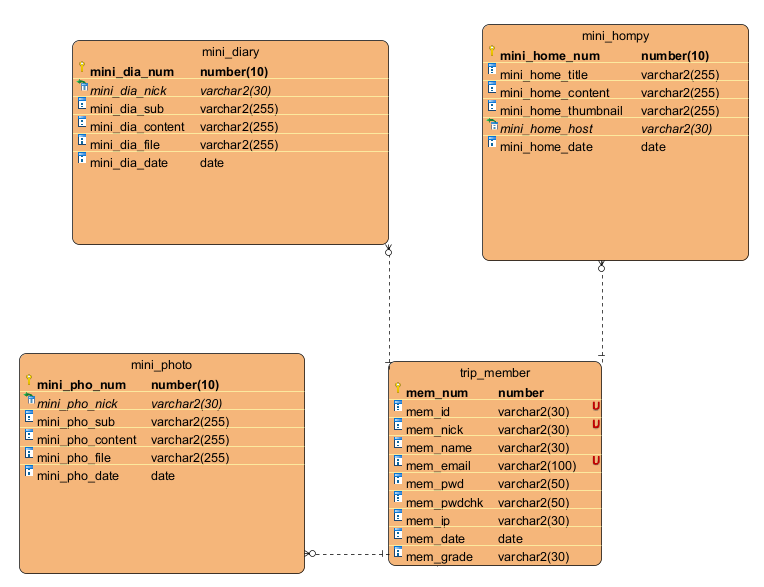 mini_diary
mini_dia_num number(10)
mini_dia_nick varchar2(30)
mini_dia_sub varchar2(255)
mini_dia_content varchar2(255)
mini_dia_file varchar2(255)
mini_dia_date date
mini_hompy
mini_home_num number(10)
mini_home_title varchar2(255)
mini_home_content varchar2(255)
mini_home_thumbnail varchar2(255)
mini_home_host varchar2(30)
mini_home_date date
mini_photo
mini_pho_num number(10)
mini_pho_nick varchar2(30)
mini_pho_sub varchar2(255)
mini_pho_content varchar2(255)
mini_pho_file varchar2(255)
mini_pho_date date
trip_member
mem_num number
mem_id varchar2(30) U
mem_nick varchar2(30) U
mem_name varchar2(30)
mem_email varchar2(100) U
mem_pwd varchar2(50)
mem_pwdchk varchar2(50)
mem_ip varchar2(30)
mem_date date
mem_grade varchar2(30)